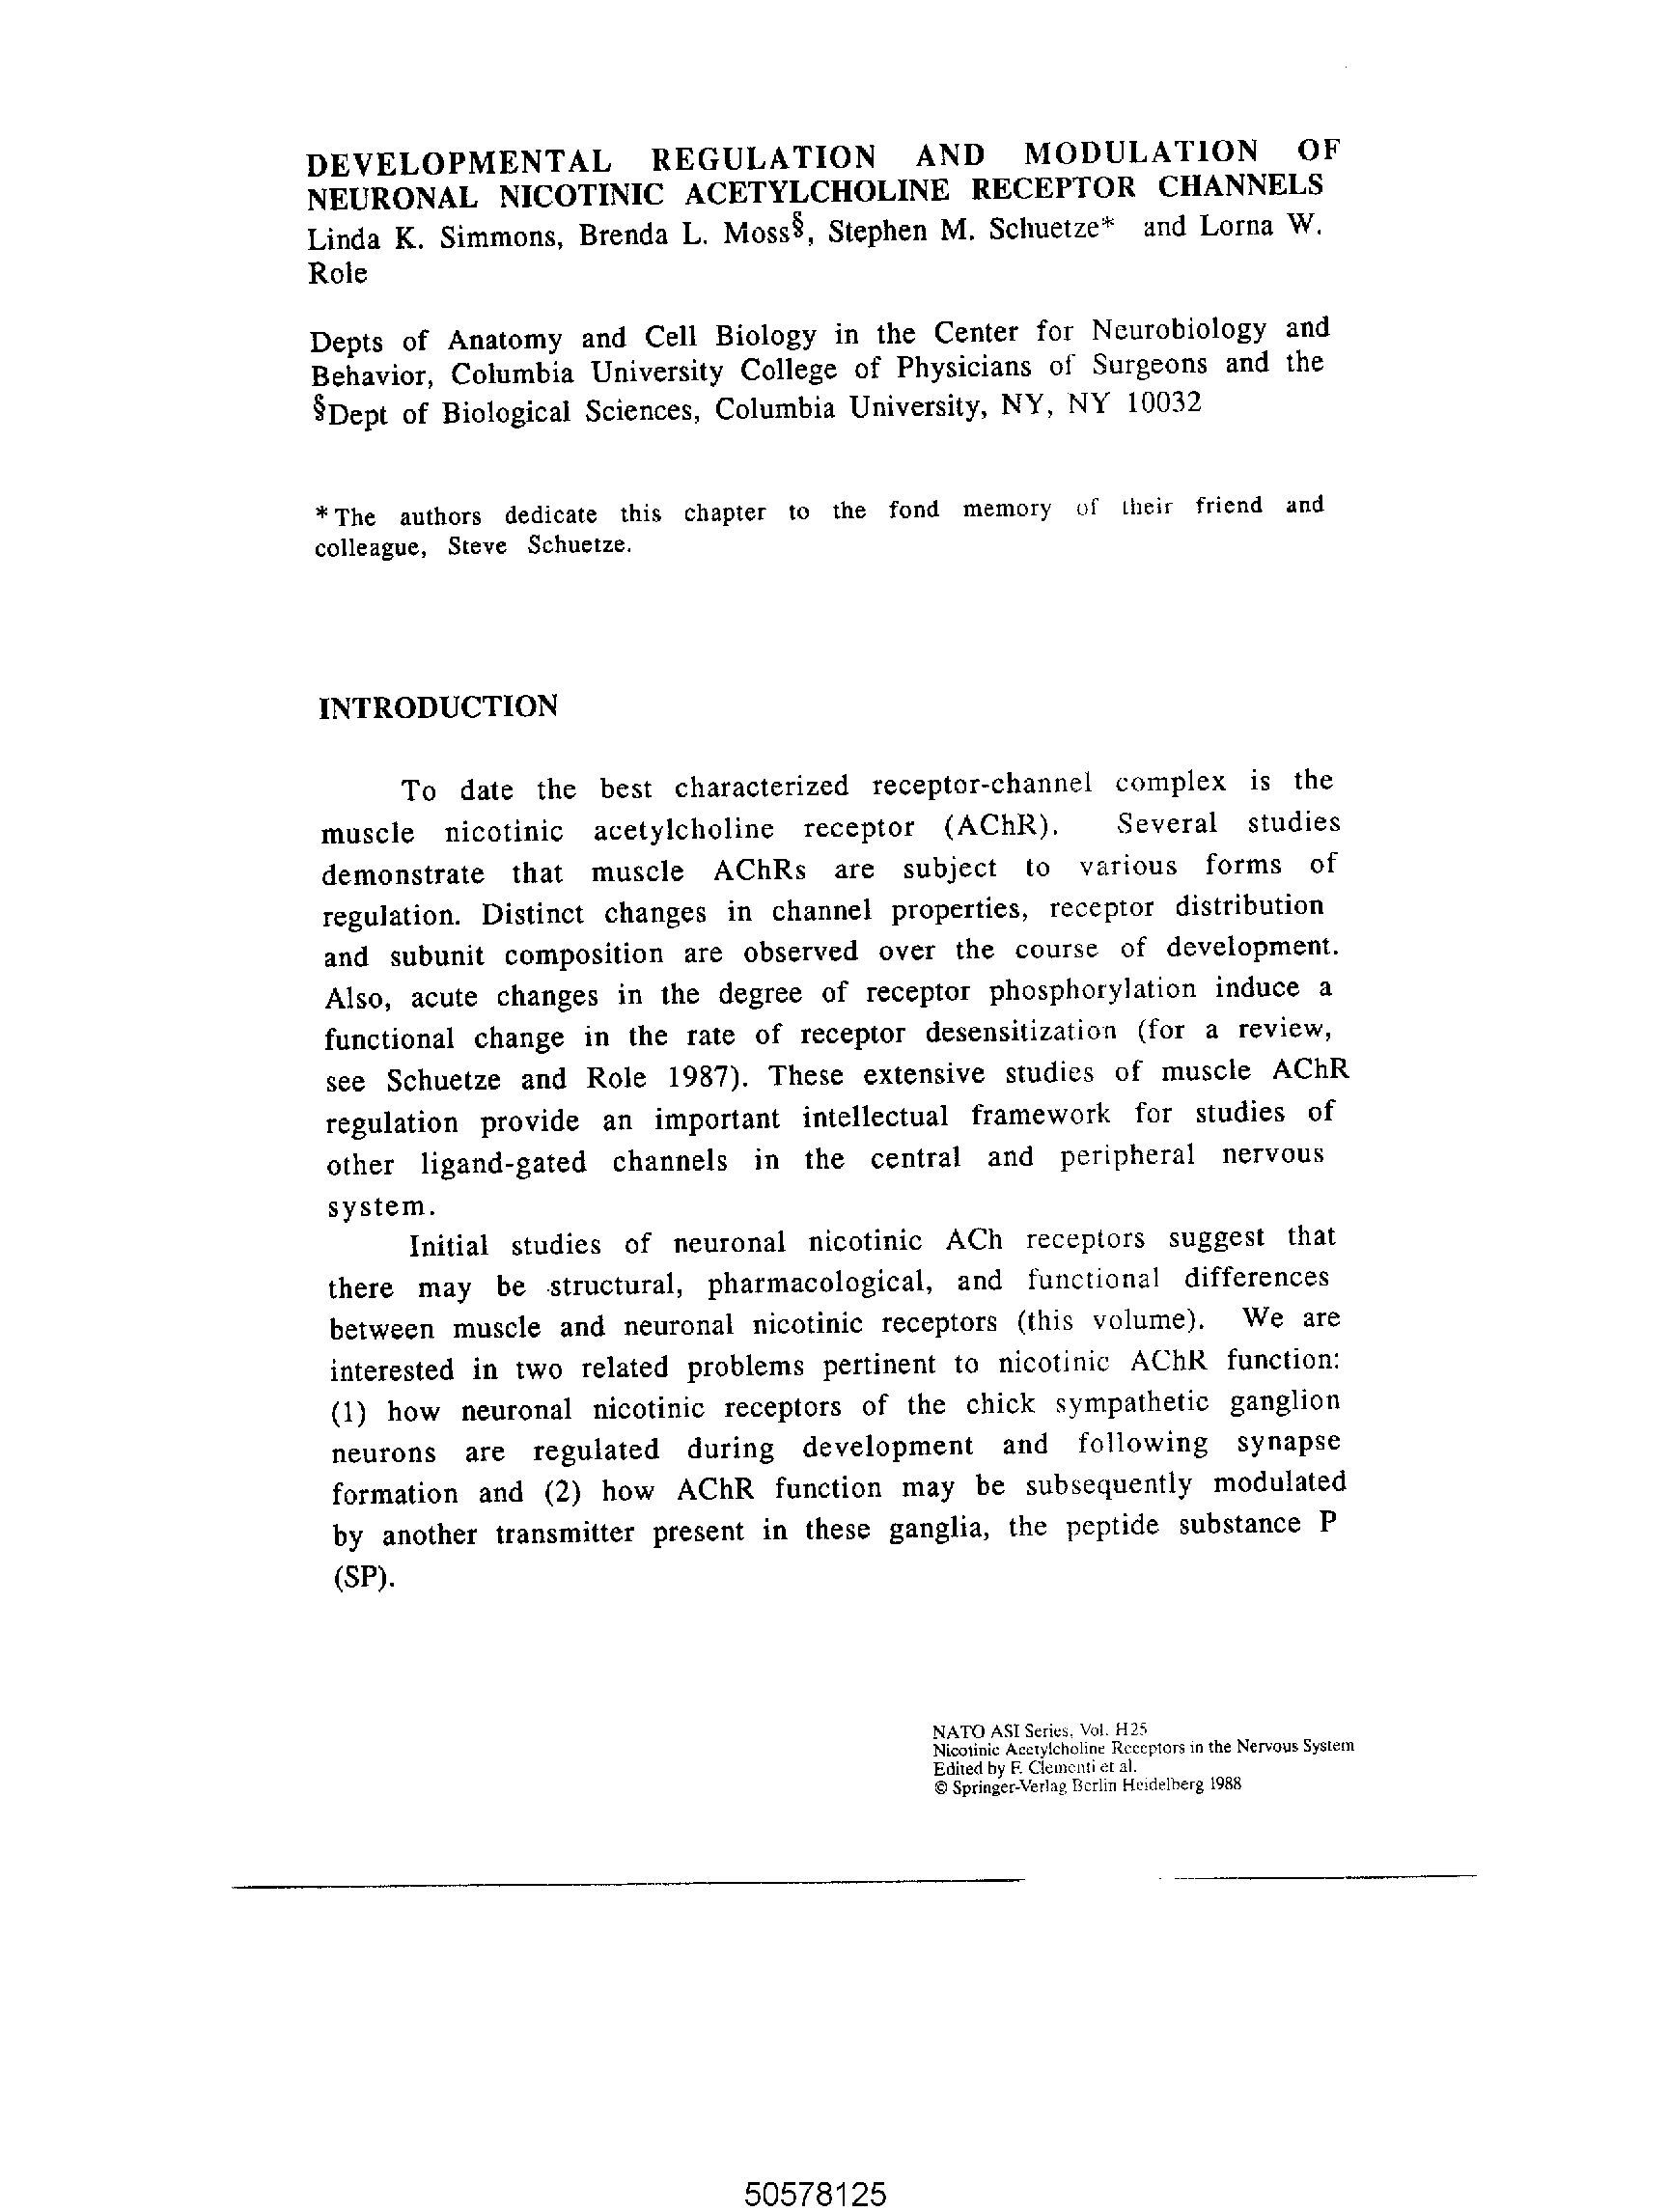 DEVELOPMENTAL REGULATION AND MODULATION OF
NEURONAL NICOTINIC ACETYLCHOLINE RECEPTOR CHANNELS
Linda K. Simmons, Brenda L. Moss§, Stephen M. Schuetze* and Lorna W.
Role
Depts of Anatomy and Cell Biology in the Center for Neurobiology and
Behavior, Columbia University College of Physicians of Surgeons and the
§Dept of Biological Sciences, Columbia University, NY, NY 10032
*The authors dedicate this chapter to the fond memory of their friend and
colleague, Steve Schuetze.
INTRODUCTION
To date the best characterized receptor-channel complex is the
muscle nicotinic acetylcholine receptor (AChR). Several studies
demonstrate that muscle AChRs are subject to various forms of
regulation. Distinct changes in channel properties, receptor distribution
and subunit composition are observed over the course of development.
Also, acute changes in the degree of receptor phosphorylation induce a
functional change in the rate of receptor desensitization (for a review,
see Schuetze and Role 1987). These extensive studies of muscle AChR
regulation provide an important intellectual framework for studies of
other ligand-gated channels in the central and peripheral nervous
system.
Initial studies of neuronal nicotinic ACh receptors suggest that
there may be structural, pharmacological, and functional differences
between muscle and neuronal nicotinic receptors (this volume). We are
interested in two related problems pertinent to nicotinic AChR function:
(1) how neuronal nicotinic receptors of the chick sympathetic ganglion
neurons are regulated during development and following synapse
formation and (2) how AChR function may be subsequently modulated
by another transmitter present in these ganglia, the peptide substance P
(SP).
NATO ASI Series, Vol. H25
Nicotinic Acetylcholine Receptors in the Nervous System
Edited by F. Clementi et al.
© Springer-Verlag Berlin Heidelberg 1988
50578125